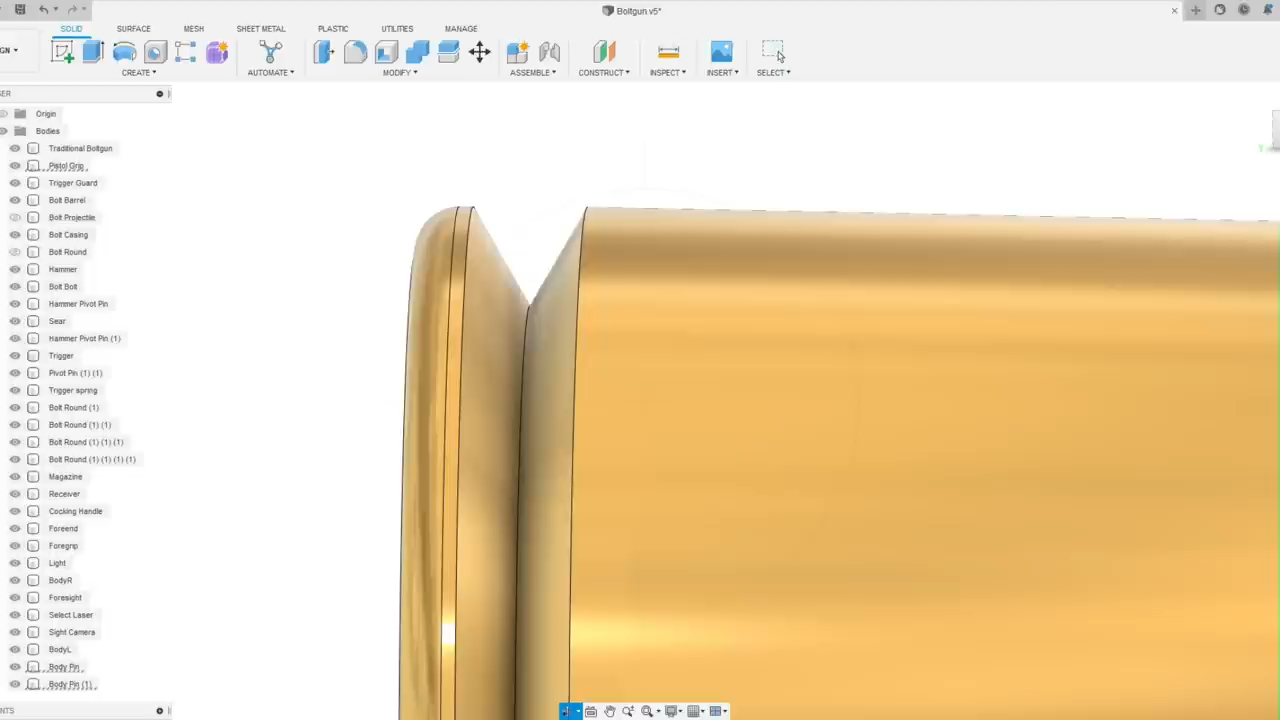 Boltgun v5*
SOLID SURFACE MESH SHEET METAL PLASTIC UTILITIES MANAGE
GN
CREATE AUTOMATE MODIFY ASSEMBLE CONSTRUCT INSPECT INSERT SELECT
SER
Origin
Bodies
Traditional Boltgun
Pistol Grip
Trigger Guard
Bolt Barrel
Bolt Projectile
Bolt Casing
Bolt Round
Hammer
Bolt Bolt
Hammer Pivot Pin
Sear
Hammer Pivot Pin (1)
Trigger
Pivot Pin (1) (1)
Trigger spring
Bolt Round (1)
Bolt Round (1) (1)
Bolt Round (1) (1) (1)
Bolt Round (1) (1) (1) (1)
Magazine
Receiver
Cocking Handle
Foreend
Foregrip
Light
BodyR
Foresight
Select Laser
Sight Camera
BodyL
Body Pin
Body Pin (1)
NTS
Y